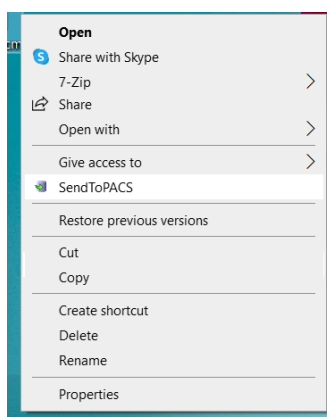 cm
Open
Share with Skype
7-Zip
Share
Open with
Give access to
SendToPACS
Restore previous versions
Cut
Copy
Create shortcut
Delete
Rename
Properties